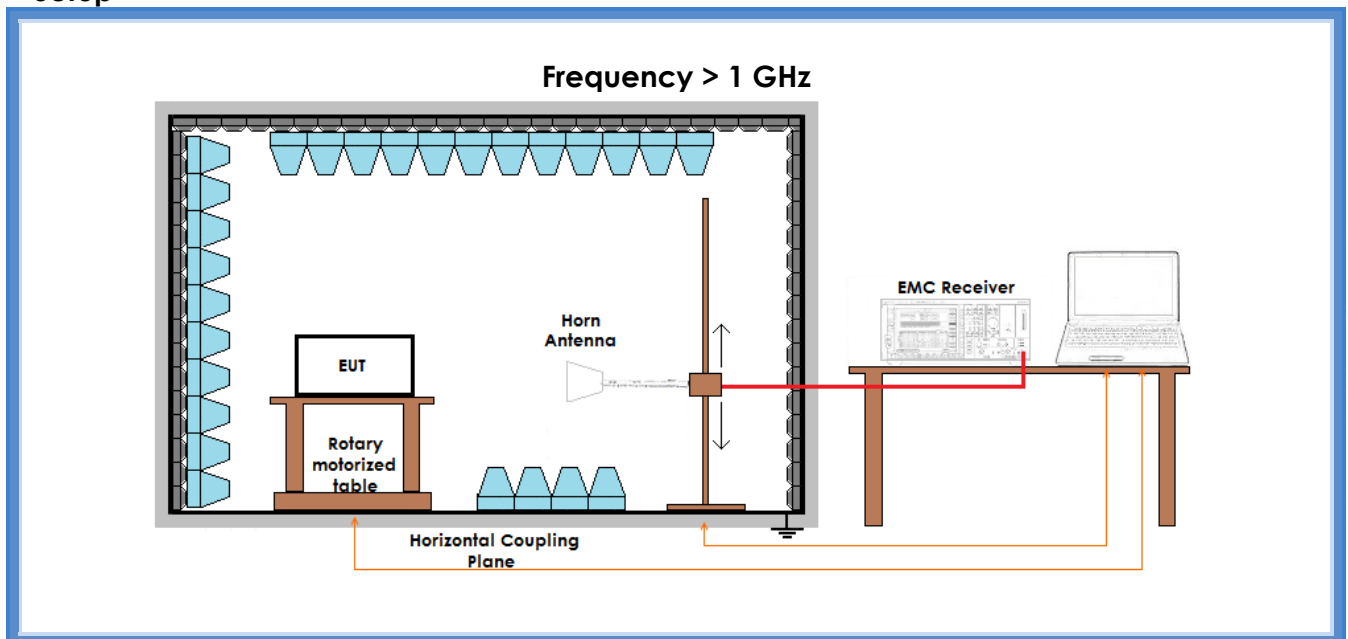 Frequency > 1 GHz
EMC Receiver
Horn
Antenna
EUT
Rotary
motorized
table
Horizontal Coupling
Plane